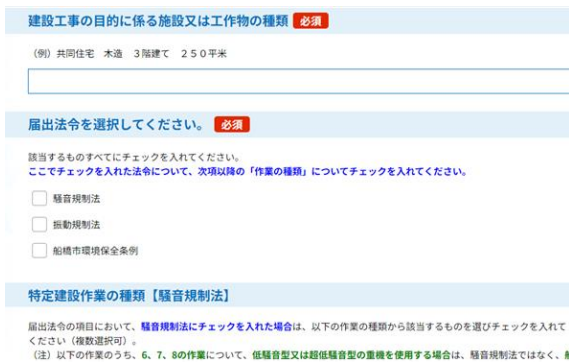 建設工事の目的に係る施設又は工作物の種類 必須
（例）共同住宅　木造　３階建て　２５０平米
届出法令を選択してください。 必須
該当するものすべてにチェックを入れてください。
ここでチェックを入れた法令について、次項以降の「作業の種類」についてチェックを入れてください。
騒音規制法
振動規制法
船橋市環境保全条例
特定建設作業の種類【騒音規制法】
届出法令の項目において、騒音規制法にチェックを入れた場合は、以下の作業の種類から該当するものを選びチェックを入れて
ください（複数選択可）。
（注）以下の作業のうち、6、7、8の作業について、低騒音型又は超低騒音型の重機を使用する場合は、騒音規制法ではなく、船